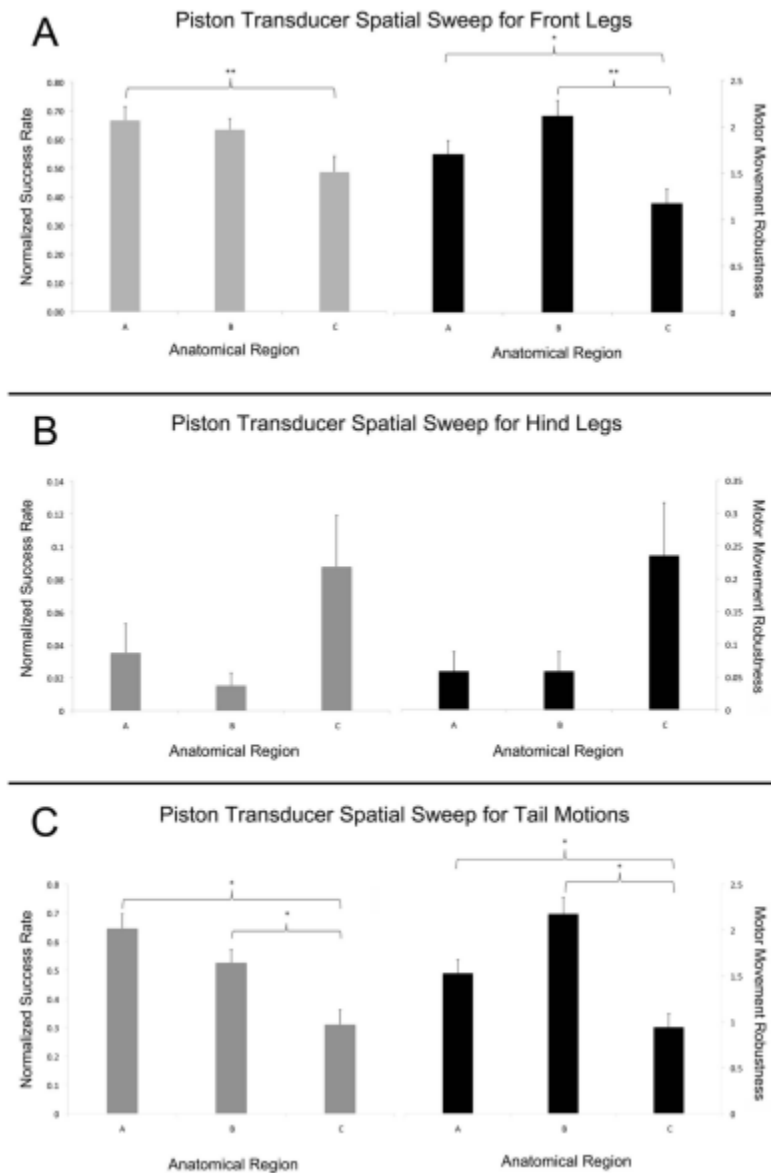 A
Piston Transducer Spatial Sweep for Front Legs
Normalized Success Rate
0.80
0.70
0.60
0.50
0.40
0.30
0.20
0.10
0.00
**
A B C
Anatomical Region
*
**
2.5
2
1.5
1
0.5
0
Motor Movement Robustness
A B C
Anatomical Region
B
Piston Transducer Spatial Sweep for Hind Legs
Normalized Success Rate
0.14
0.12
0.1
0.08
0.06
0.04
0.02
0
A B C
Anatomical Region
0.35
0.3
0.25
0.2
0.15
0.1
0.05
0
Motor Movement Robustness
A B C
Anatomical Region
C
Piston Transducer Spatial Sweep for Tail Motions
Normalized Success Rate
0.8
0.7
0.6
0.5
0.4
0.3
0.2
0.1
0
*
*
A B C
Anatomical Region
*
*
2.5
2
1.5
1
0.5
0
Motor Movement Robustness
A B C
Anatomical Region